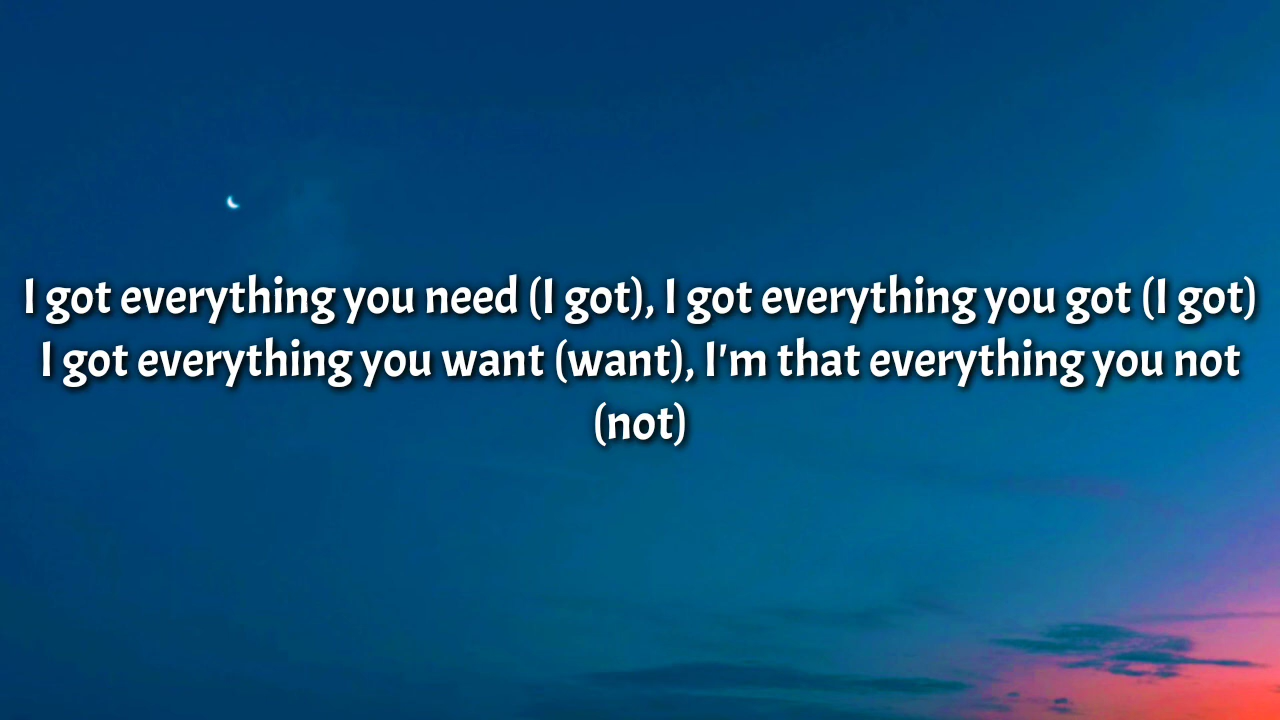 I got everything you need (I got), I got everything you got (I got)
I got everything you want (want), I'm that everything you not
(not)